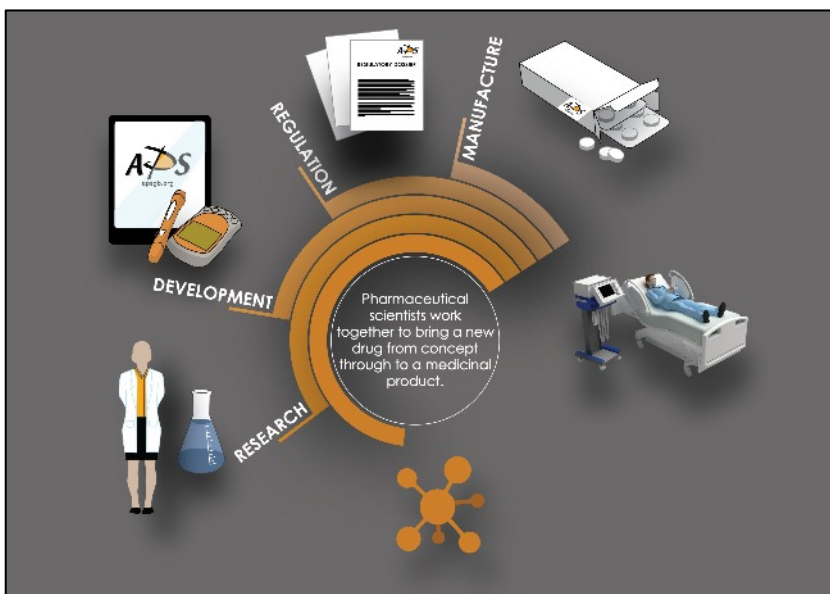 APS
REGULATORY DOSSIER
MANUFACTURE
REGULATION
APS
apsgb.org
DEVELOPMENT
Pharmaceutical
scientists work
together to bring a new
drug from concept
through to a medicinal
product.
RESEARCH